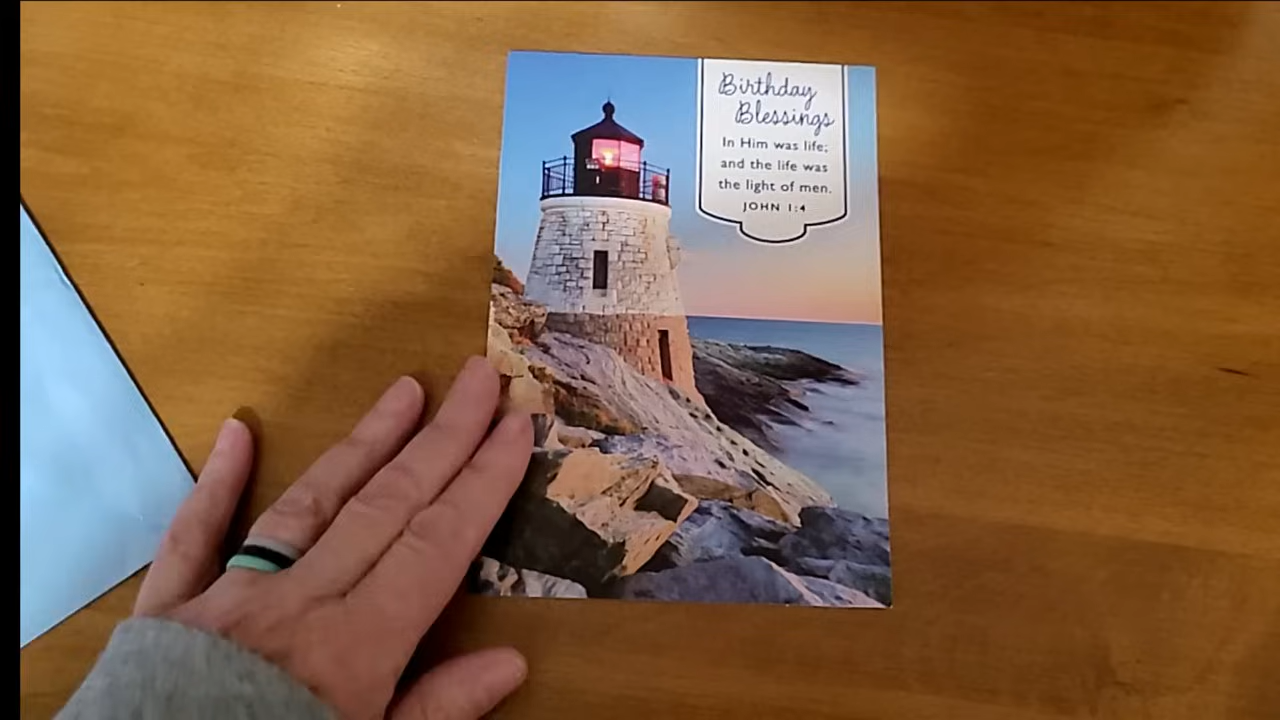 Birthday
Blessings
In Him was life;
and the life was
the light of men.
JOHN 1:4